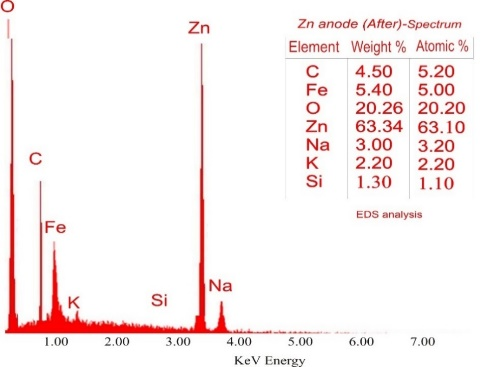 O
Zn
C
Fe
K
Si
Na
Zn anode (After)-Spectrum
Element Weight % Atomic %
C 4.50 5.20
Fe 5.40 5.00
O 20.26 20.20
Zn 63.34 63.10
Na 3.00 3.20
K 2.20 2.20
Si 1.30 1.10
EDS analysis
1.00 2.00 3.00 4.00 5.00 6.00 7.00
KeV Energy